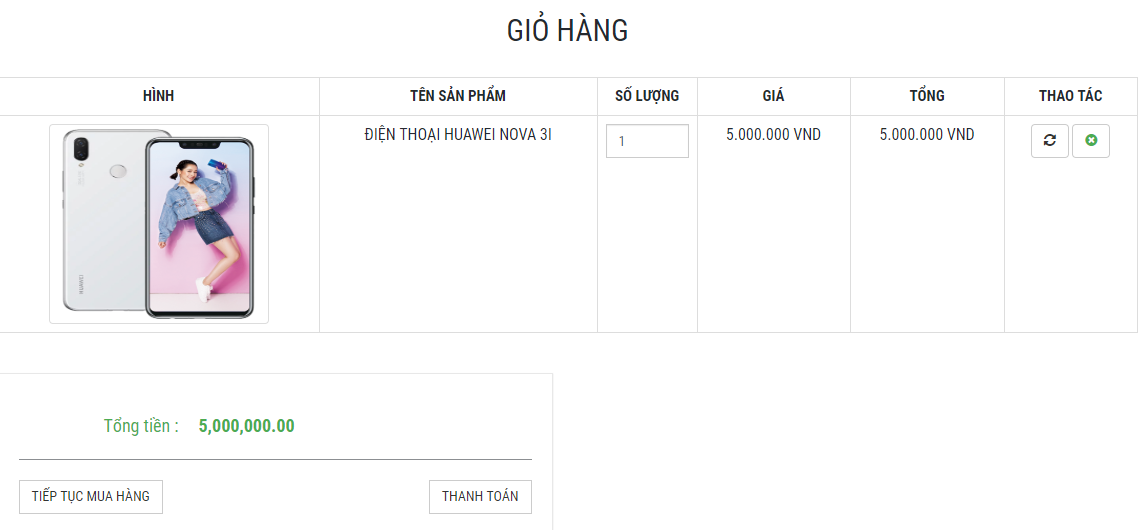 GIỎ HÀNG
HÌNH TÊN SẢN PHẨM SỐ LƯỢNG GIÁ TỔNG THAO TÁC
ĐIỆN THOẠI HUAWEI NOVA 3I 1 5.000.000 VND 5.000.000 VND
HUAWEI
Tổng tiền : 5,000,000.00
TIẾP TỤC MUA HÀNG THANH TOÁN